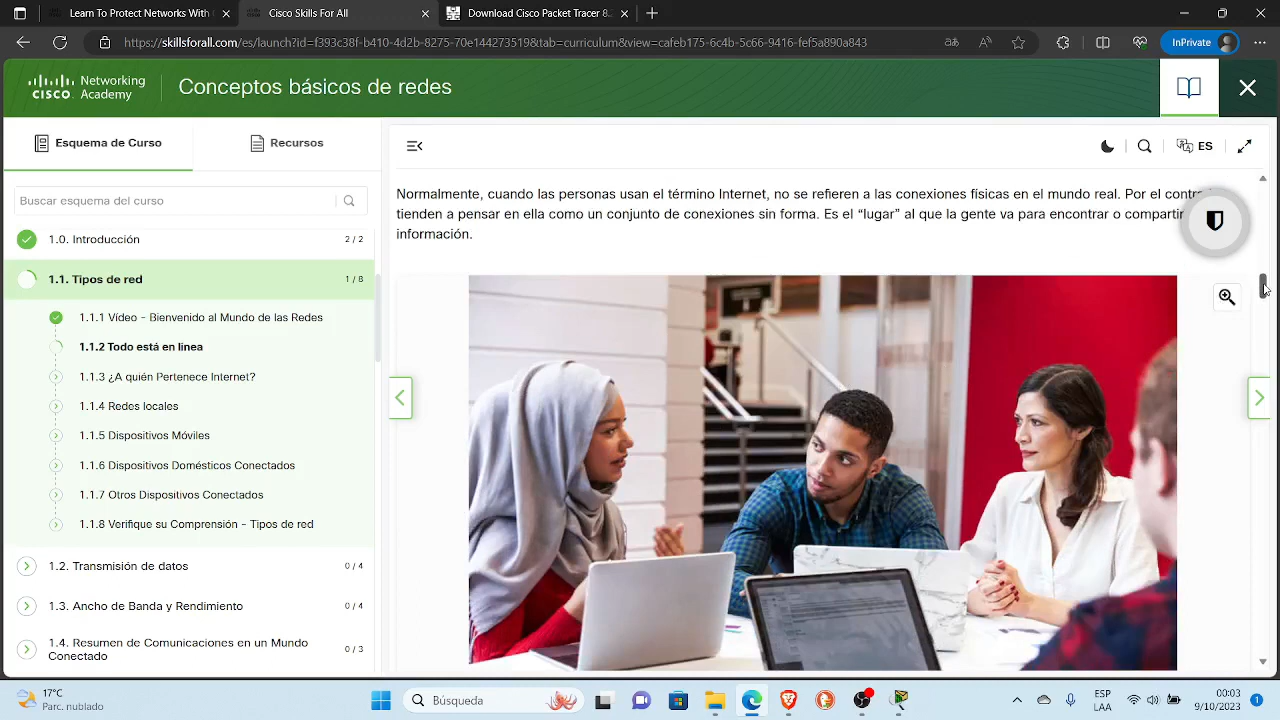 Learn To Protect Networks With
Cisco Skills For All
Download Cisco Packet Tracer 8.
https://skillsforall.com/es/launch?id=f393c38f-b410-4d2b-8275-70e144273519&tab=curriculum&view=cafeb175-6c4b-5c66-9416-fef5a890a843
InPrivate
CISCO
Networking
Academy
Conceptos básicos de redes
Esquema de Curso
Recursos
ES
Buscar esquema del curso
1.0. Introducción
2 / 2
1.1. Tipos de red
1 / 8
1.1.1 Vídeo - Bienvenido al Mundo de las Redes
1.1.2 Todo está en línea
1.1.3 ¿A quién Pertenece Internet?
1.1.4 Redes locales
1.1.5 Dispositivos Móviles
1.1.6 Dispositivos Domésticos Conectados
1.1.7 Otros Dispositivos Conectados
1.1.8 Verifique su Comprensión - Tipos de red
1.2. Transmisión de datos
0 / 4
1.3. Ancho de Banda y Rendimiento
0 / 4
1.4. Resumen de Comunicaciones en un Mundo
Conectado
0 / 3
Normalmente, cuando las personas usan el término Internet, no se refieren a las conexiones físicas en el mundo real. Por el contr
tienden a pensar en ella como un conjunto de conexiones sin forma. Es el “lugar” al que la gente va para encontrar o compartir
información.
17°C
Parc. nublado
Búsqueda
ESP
LAA
09:03
9/10/2023
1